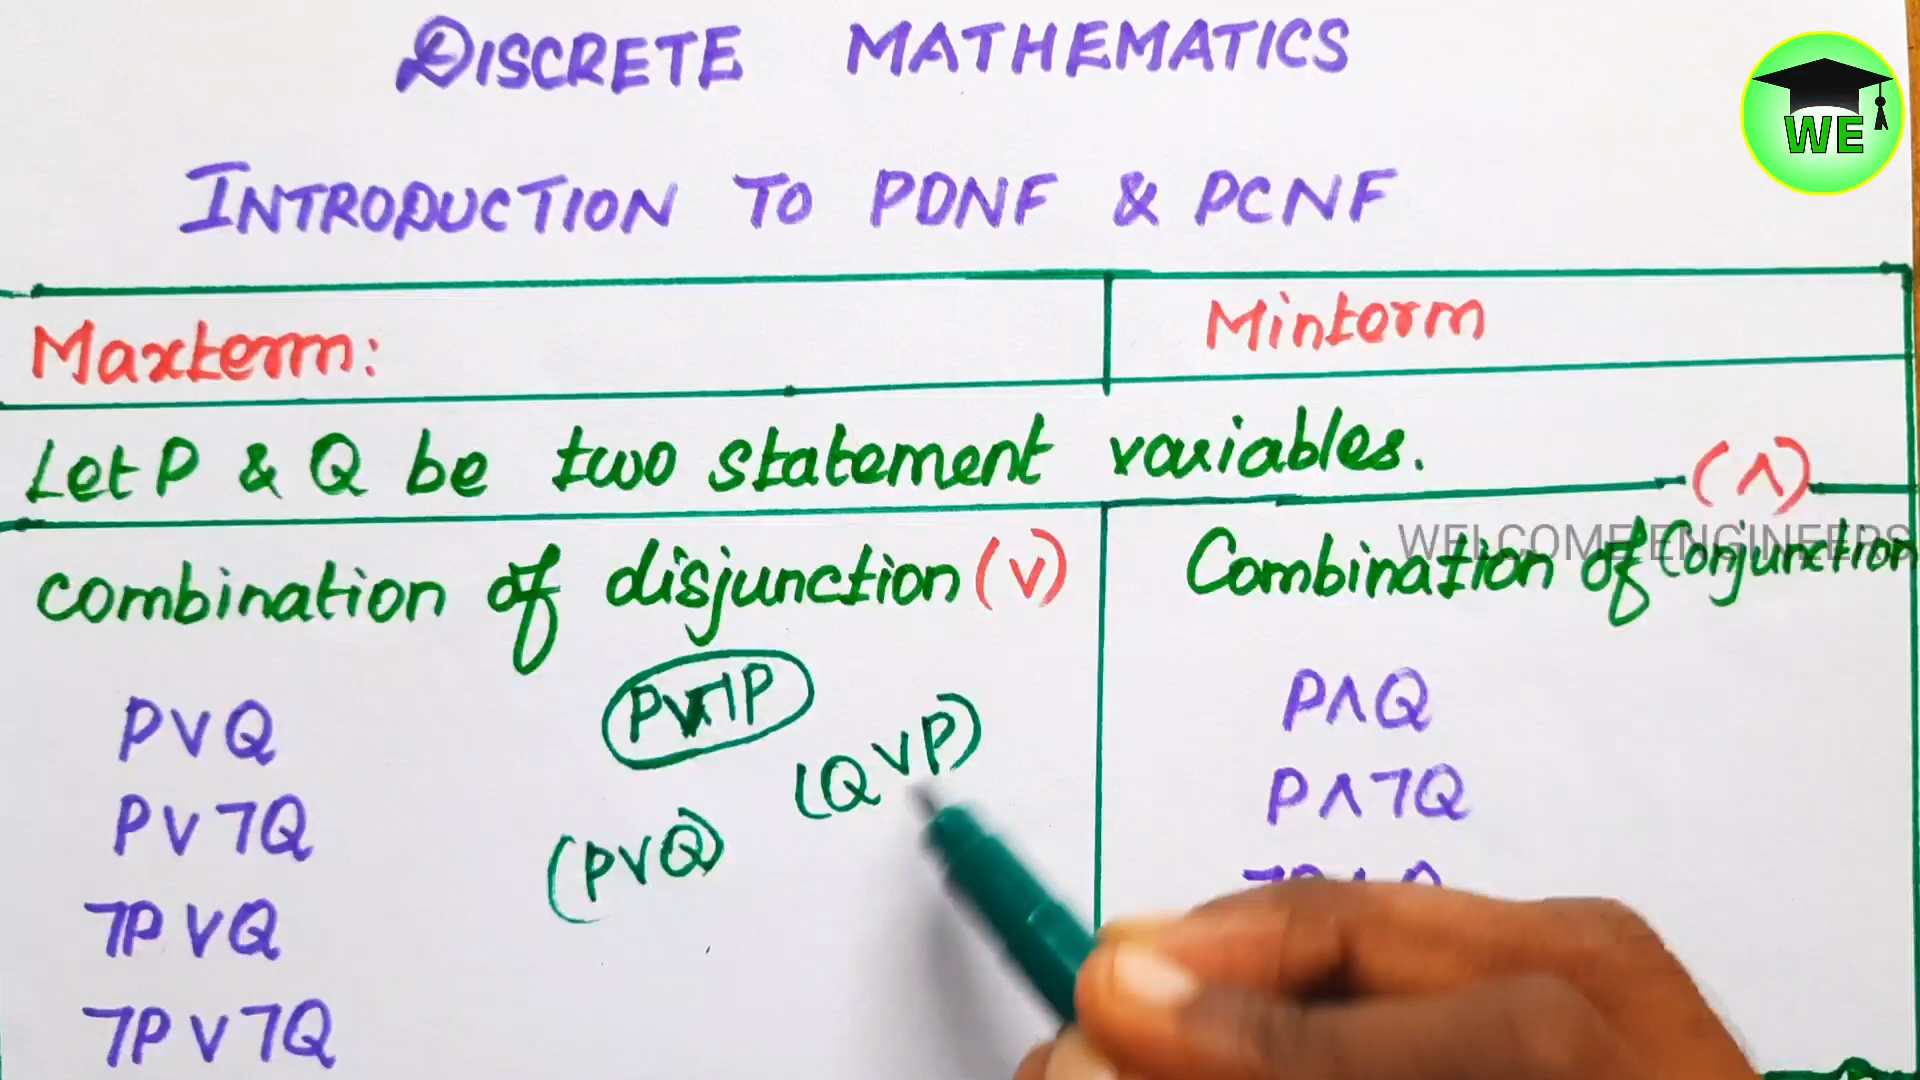 DISCRETE MATHEMATICS
WE
INTRODUCTION TO PDNF & PCNF
Maxterm:
Minterm
Let P & Q be two statement variables.
(∧)
WELCOME ENGINEERS
combination of disjunction (∨)
Combination of Conjunction
P∨¬P
(Q∨P)
(P∨Q)
P∨Q
P∨¬Q
¬P∨Q
¬P∨¬Q
P∧Q
P∧¬Q